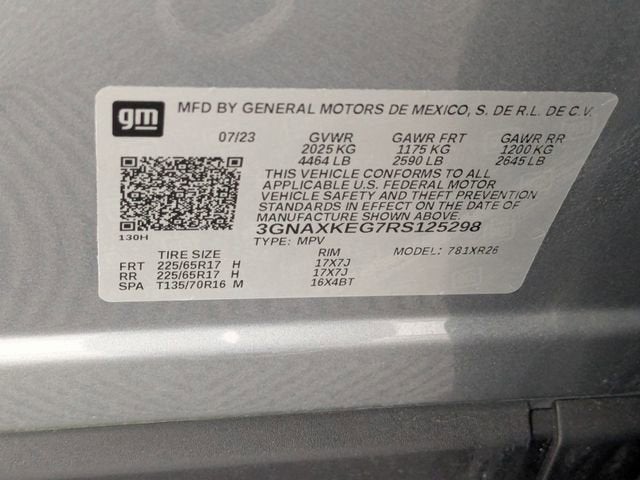 gm MFD BY GENERAL MOTORS DE MEXICO, S. DE R.L. DE C.V.
07/23 GVWR GAWR FRT GAWR RR
2025 KG 1175 KG 1200 KG
4464 LB 2590 LB 2645 LB
THIS VEHICLE CONFORMS TO ALL
APPLICABLE U.S. FEDERAL MOTOR
VEHICLE SAFETY AND THEFT PREVENTION
STANDARDS IN EFFECT ON THE DATE OF
MANUFACTURE SHOWN ABOVE.
3GNAXKEG7RS125298
130H TYPE: MPV MODEL: 781XR26
TIRE SIZE RIM
FRT 225/65R17 H 17X7J
RR 225/65R17 H 17X7J
SPA T135/70R16 M 16X4BT